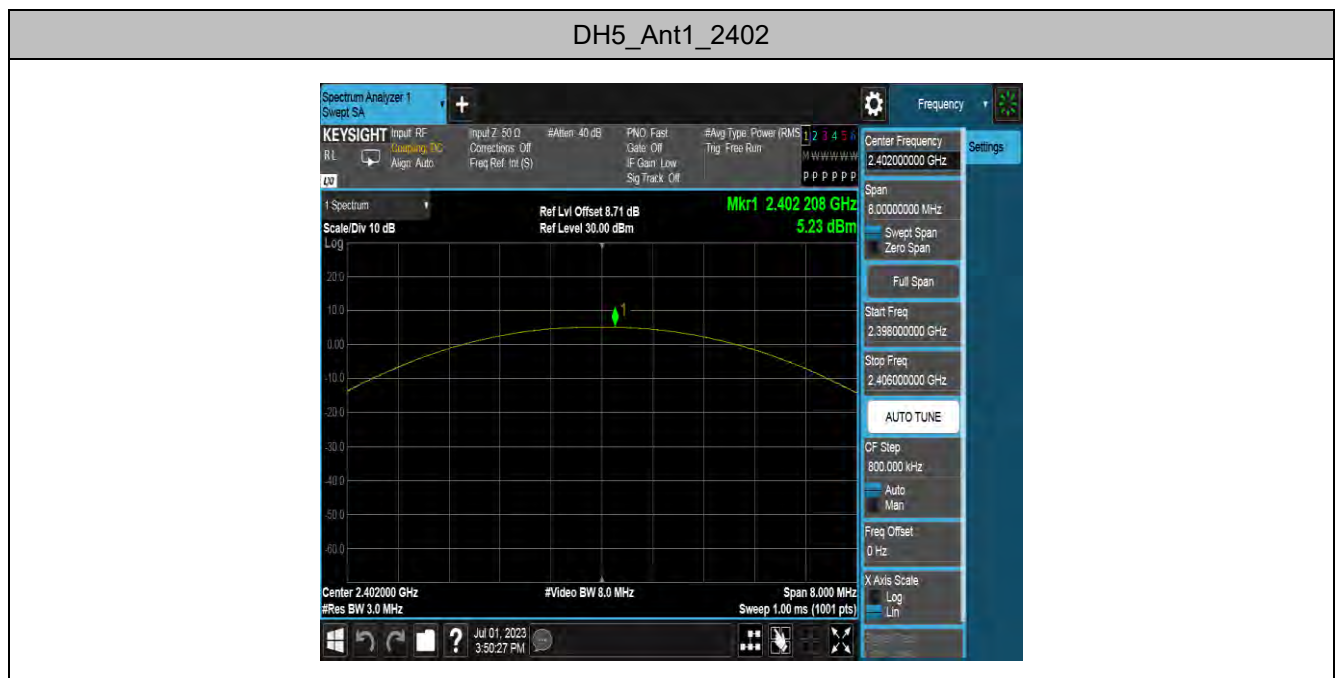 DH5_Ant1_2402
Spectrum Analyzer 1
Swept SA
+
Frequency
KEYSIGHT
RL
LXI
Input: RF
Coupling: DC
Align: Auto
Input Z: 50 Ω
Corrections: Off
Freq Ref: Int (S)
#Atten: 40 dB
PNO: Fast
Gate: Off
IF Gain: Low
Sig Track: Off
#Avg Type: Power (RMS
Trig: Free Run
1 2 3 4 5 6
M W W W W W
P P P P P P
1 Spectrum
Scale/Div 10 dB
Ref Lvl Offset 8.71 dB
Ref Level 30.00 dBm
Mkr1 2.402 208 GHz
5.23 dBm
Log
20.0
10.0
0.00
-10.0
-20.0
-30.0
-40.0
-50.0
-60.0
1
Center 2.402000 GHz
#Res BW 3.0 MHz
#Video BW 8.0 MHz
Span 8.000 MHz
Sweep 1.00 ms (1001 pts)
?
Jul 01, 2023
3:50:27 PM
Center Frequency
2.402000000 GHz
Settings
Span
8.00000000 MHz
Swept Span
Zero Span
Full Span
Start Freq
2.398000000 GHz
Stop Freq
2.406000000 GHz
AUTO TUNE
CF Step
800.000 kHz
Auto
Man
Freq Offset
0 Hz
X Axis Scale
Log
Lin